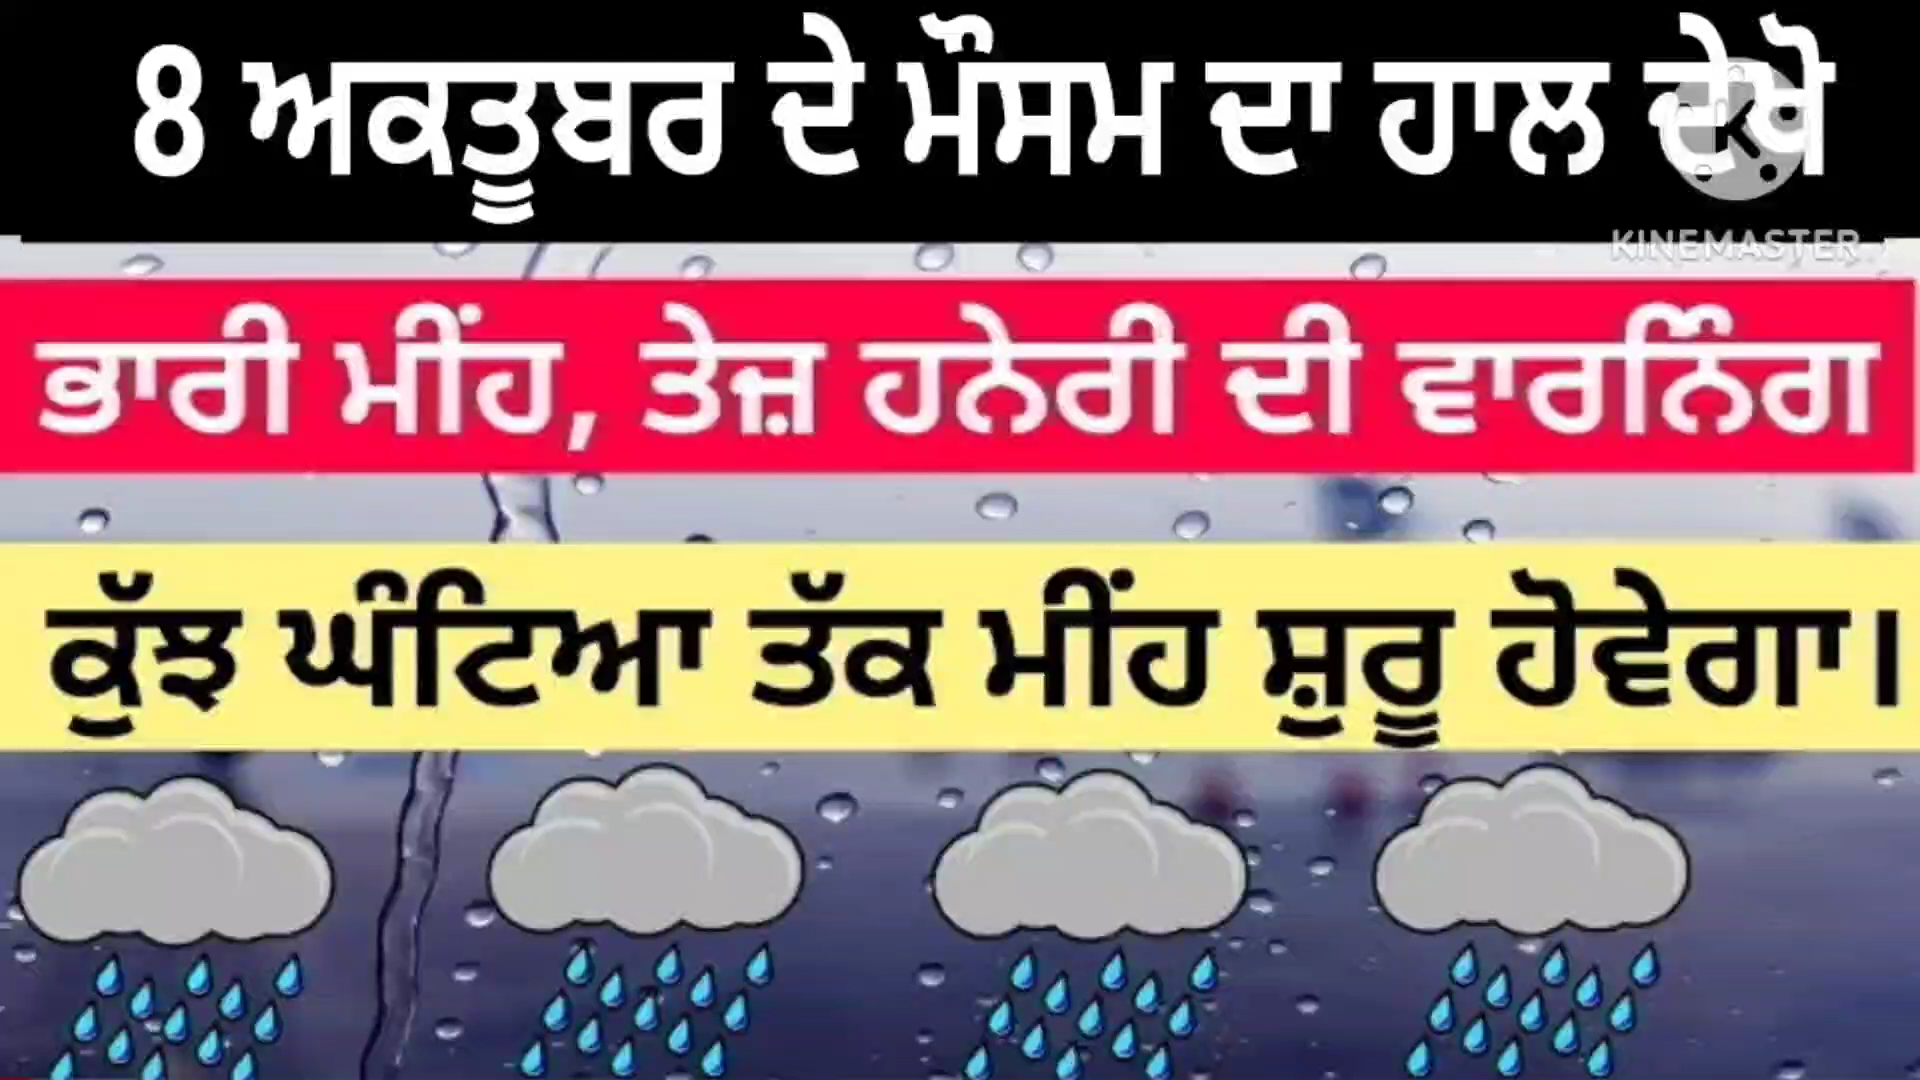 8 ਅਕਤੂਬਰ ਦੇ ਮੌਸਮ ਦਾ ਹਾਲ ਦੇਖੋ
KINEMASTER
ਭਾਰੀ ਮੀਂਹ, ਤੇਜ਼ ਹਨੇਰੀ ਦੀ ਵਾਰਨਿੰਗ
ਕੁੱਝ ਘੰਟਿਆ ਤੱਕ ਮੀਂਹ ਸ਼ੁਰੂ ਹੋਵੇਗਾ।